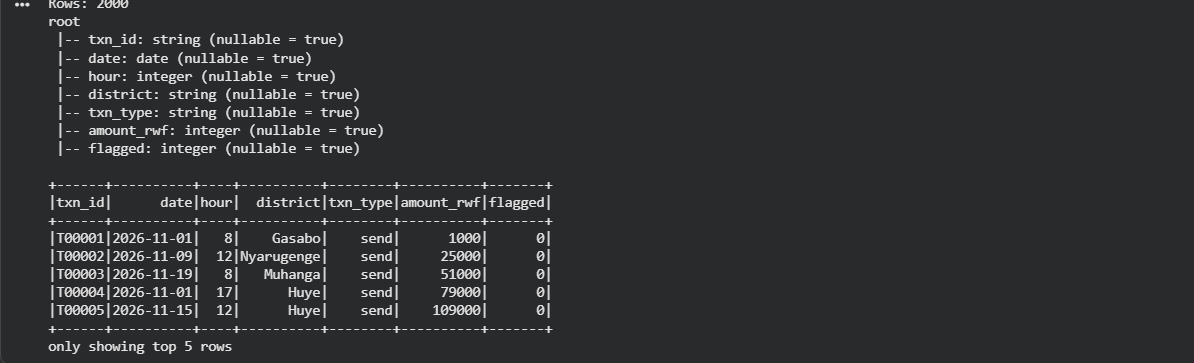 Rows: 2000
root
 |-- txn_id: string (nullable = true)
 |-- date: date (nullable = true)
 |-- hour: integer (nullable = true)
 |-- district: string (nullable = true)
 |-- txn_type: string (nullable = true)
 |-- amount_rwf: integer (nullable = true)
 |-- flagged: integer (nullable = true)

+------+----------+----+----------+--------+----------+-------+
|txn_id|      date|hour|  district|txn_type|amount_rwf|flagged|
+------+----------+----+----------+--------+----------+-------+
|T00001|2026-11-01|   8|    Gasabo|    send|      1000|      0|
|T00002|2026-11-09|  12|Nyarugenge|    send|     25000|      0|
|T00003|2026-11-19|   8|   Muhanga|    send|     51000|      0|
|T00004|2026-11-01|  17|      Huye|    send|     79000|      0|
|T00005|2026-11-15|  12|      Huye|    send|    109000|      0|
+------+----------+----+----------+--------+----------+-------+
only showing top 5 rows